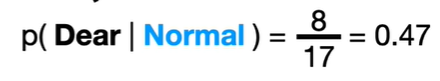 p( Dear | Normal ) = 8/17 = 0.47